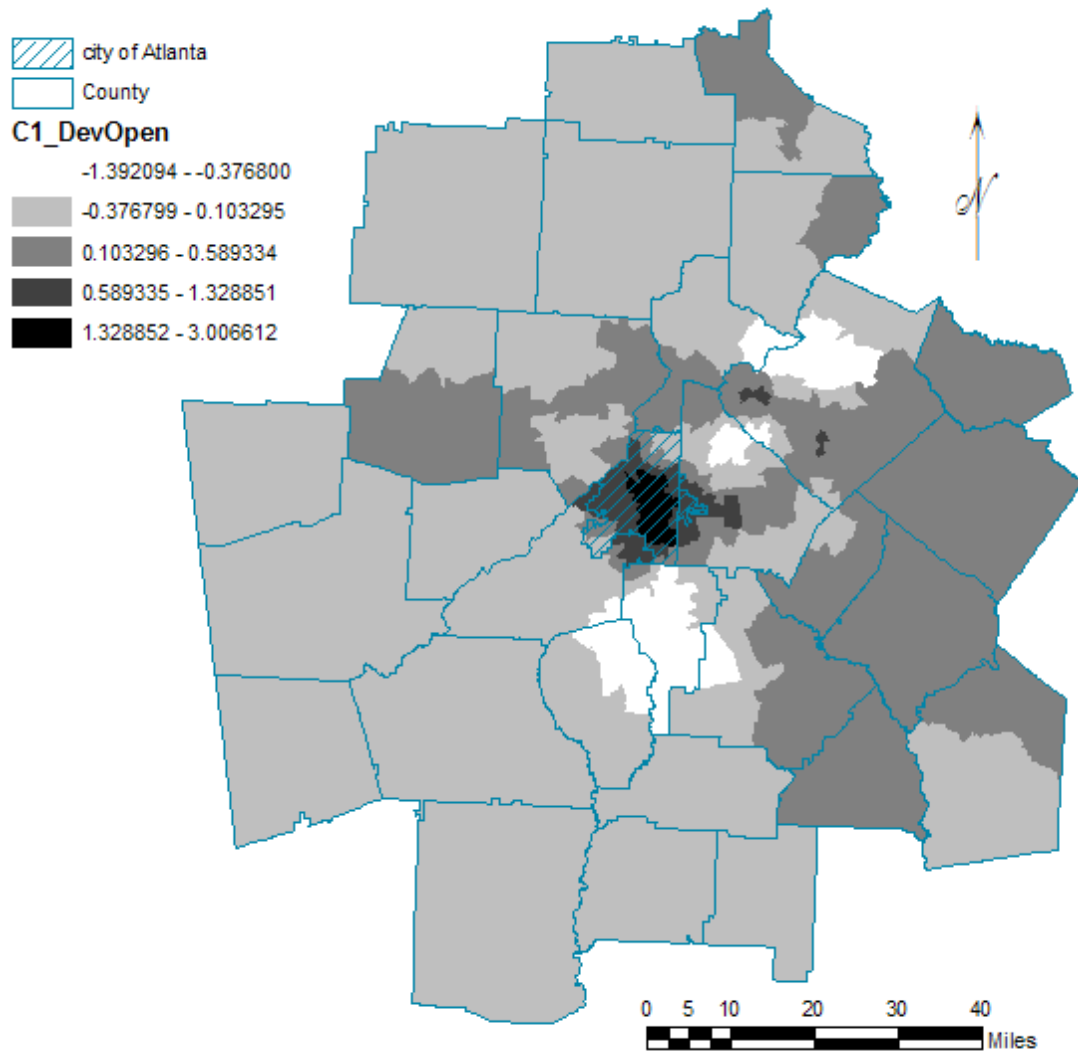 city of Atlanta
County
C1_DevOpen
-1.392094 - -0.376800
-0.376799 - 0.103295
0.103296 - 0.589334
0.589335 - 1.328851
1.328852 - 3.006612
N
0 5 10 20 30 40
Miles